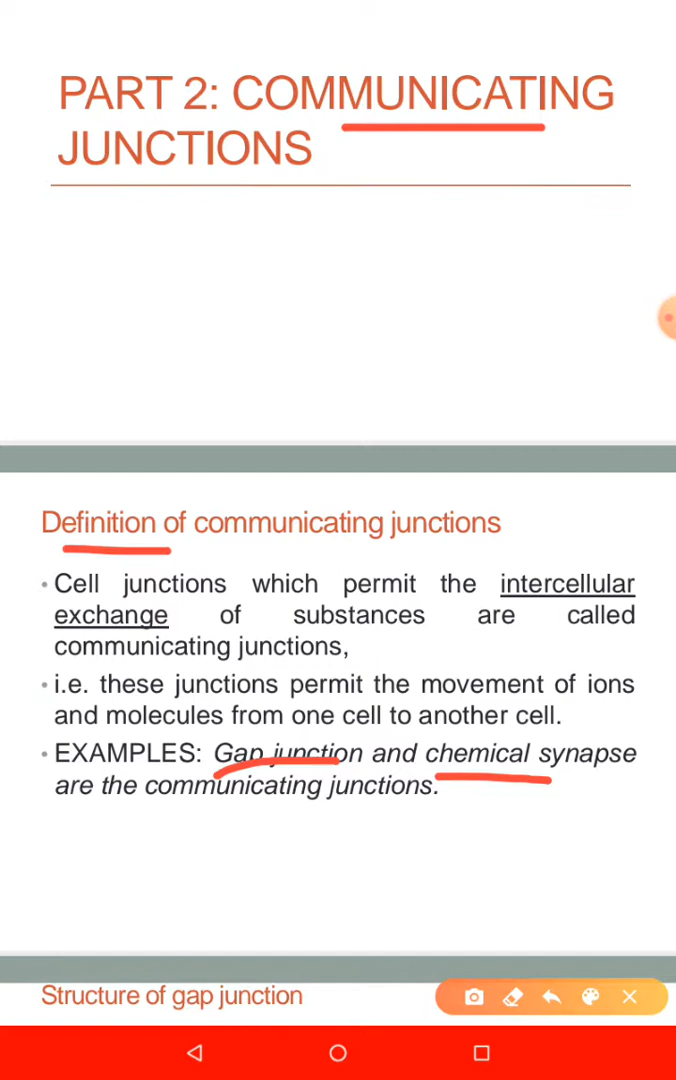 PART 2: COMMUNICATING
JUNCTIONS
Definition of communicating junctions
• Cell junctions which permit the intercellular
exchange of substances are called
communicating junctions,
• i.e. these junctions permit the movement of ions
and molecules from one cell to another cell.
• EXAMPLES: Gap junction and chemical synapse
are the communicating junctions.
Structure of gap junction